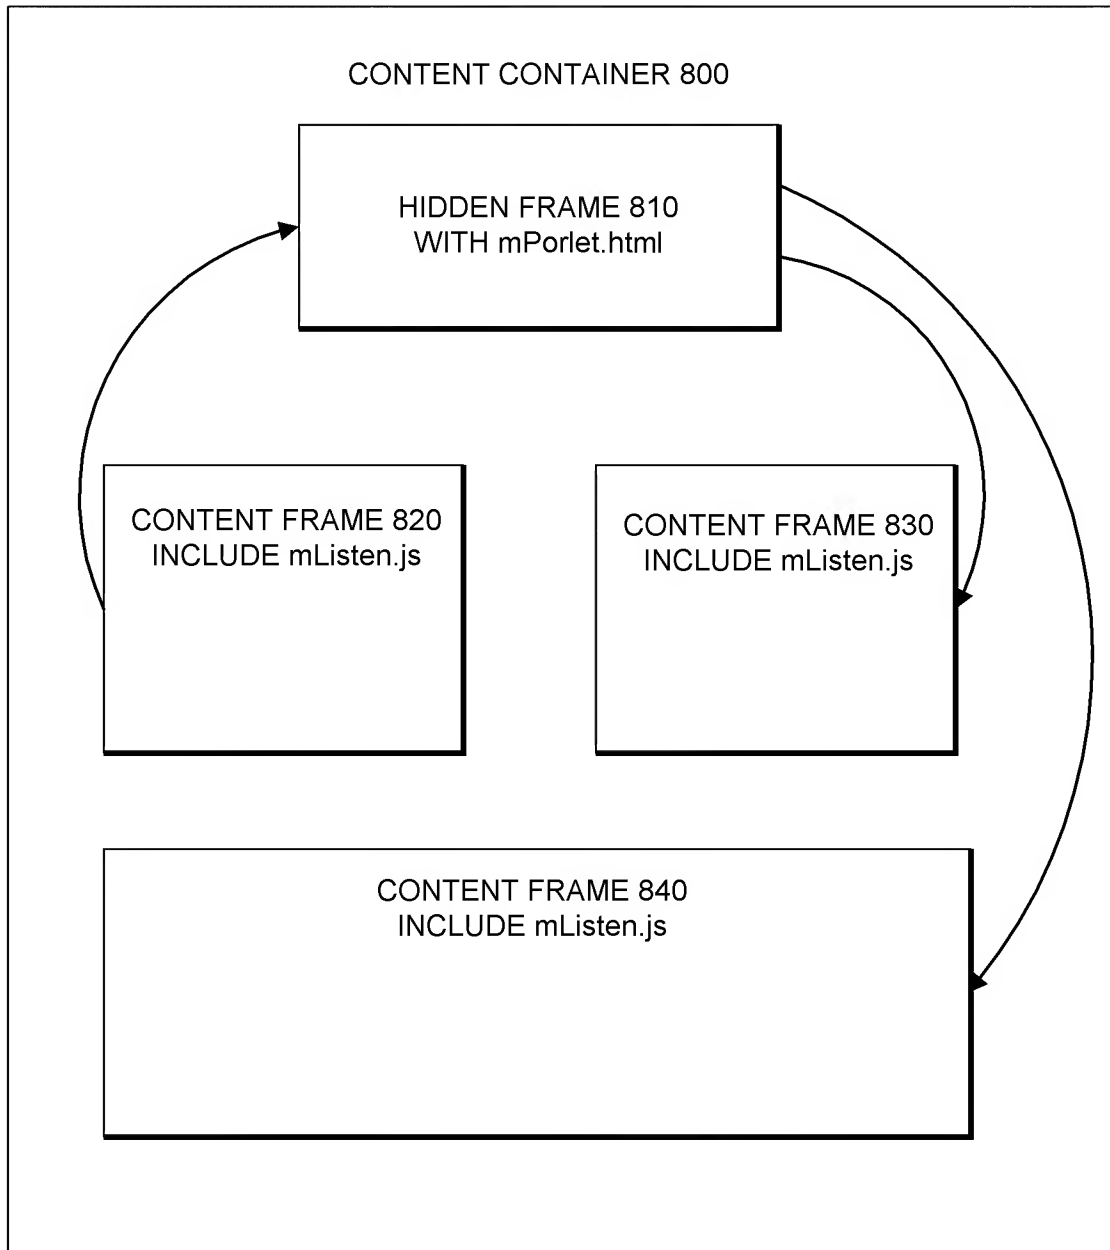 CONTENT CONTAINER 800
HIDDEN FRAME 810
WITH mPorlet.html
CONTENT FRAME 820
INCLUDE mListen.js
CONTENT FRAME 830
INCLUDE mListen.js
CONTENT FRAME 840
INCLUDE mListen.js